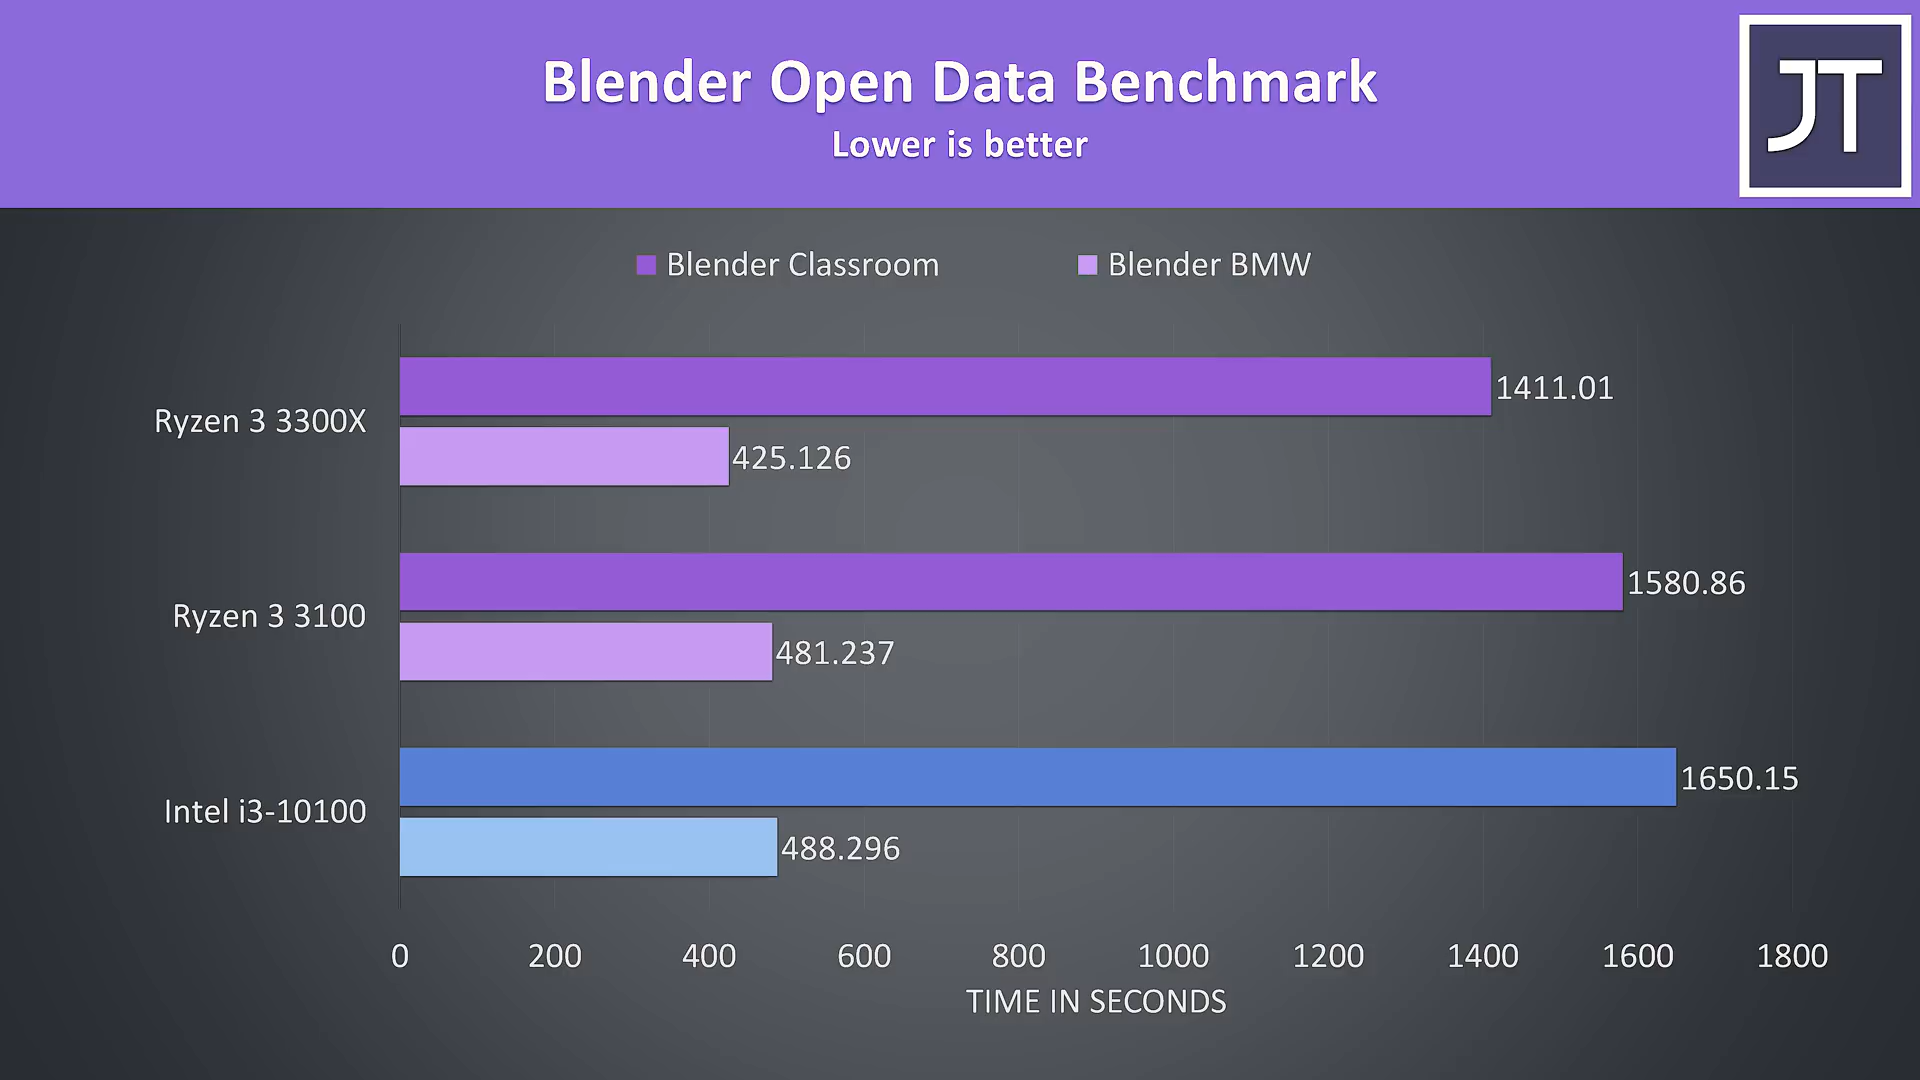 Blender Open Data Benchmark
Lower is better
JT
Blender Classroom
Blender BMW
Ryzen 3 3300X
1411.01
425.126
Ryzen 3 3100
1580.86
481.237
Intel i3-10100
1650.15
488.296
0 200 400 600 800 1000 1200 1400 1600 1800
TIME IN SECONDS